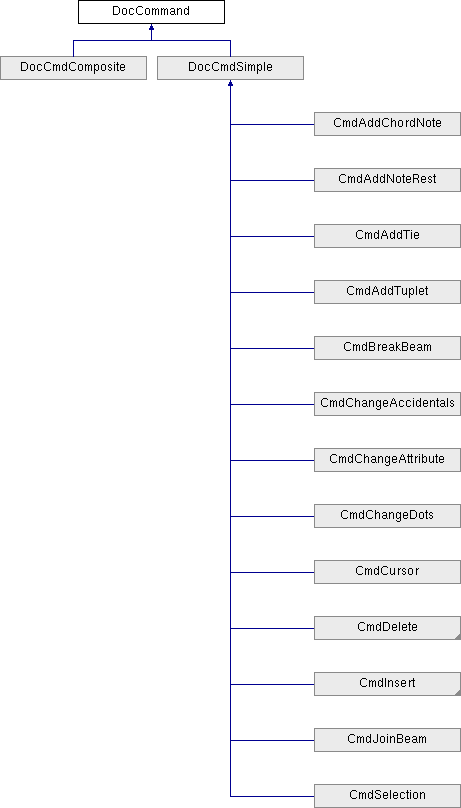 DocCommand
DocCmdComposite
DocCmdSimple
CmdAddChordNote
CmdAddNoteRest
CmdAddTie
CmdAddTuplet
CmdBreakBeam
CmdChangeAccidentals
CmdChangeAttribute
CmdChangeDots
CmdCursor
CmdDelete
CmdInsert
CmdJoinBeam
CmdSelection